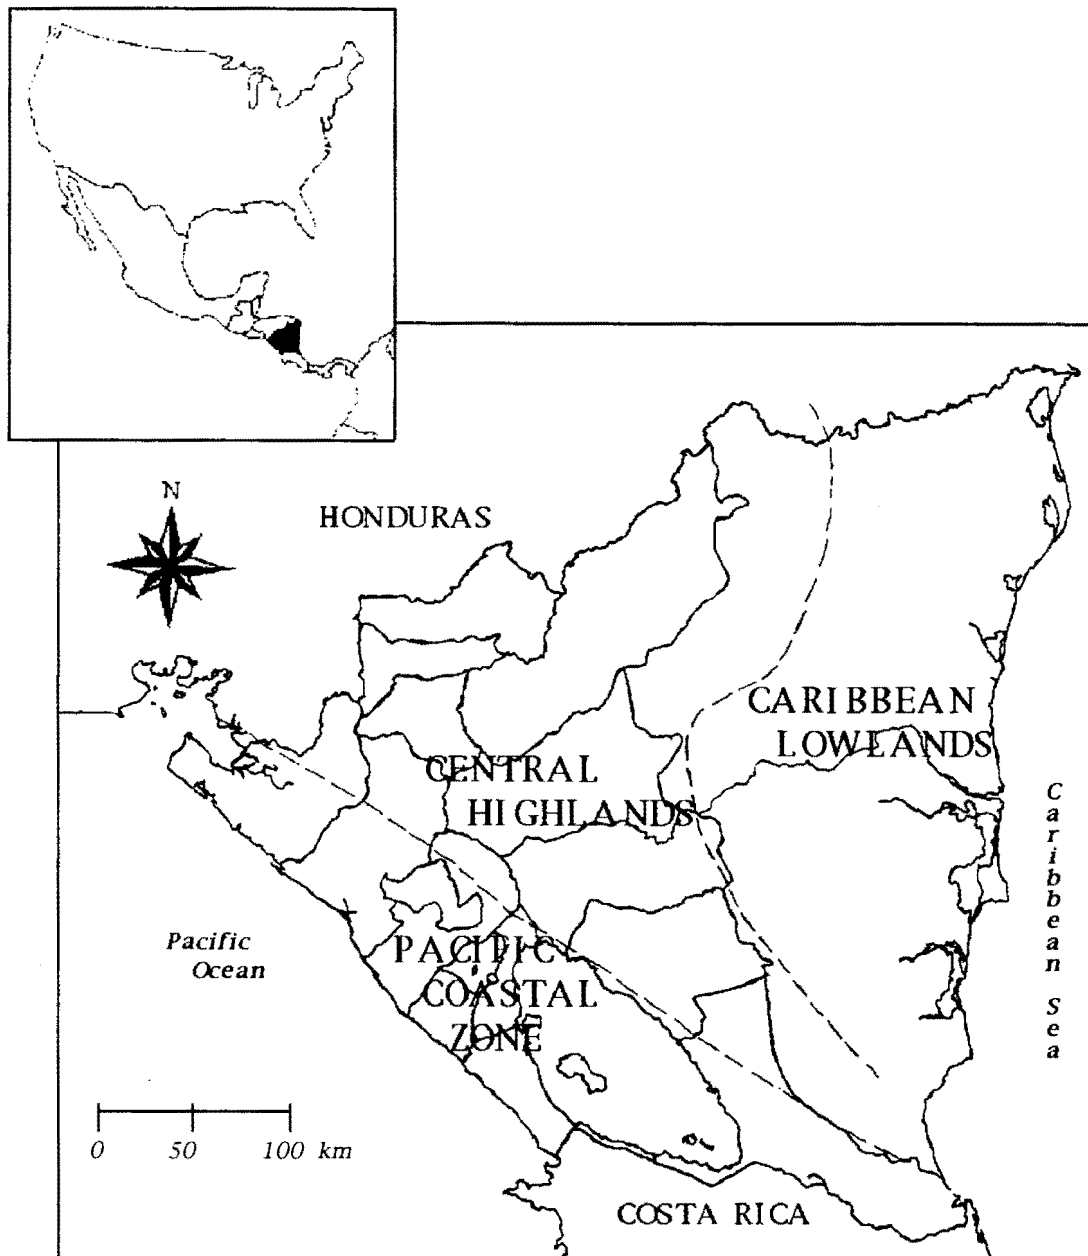 N
HONDURAS
CARIBBEAN
LOWLANDS
CENTRAL
HIGHLANDS
Caribbean Sea
Pacific
Ocean
PACIFIC
COASTAL
ZONE
0 50 100 km
COSTA RICA